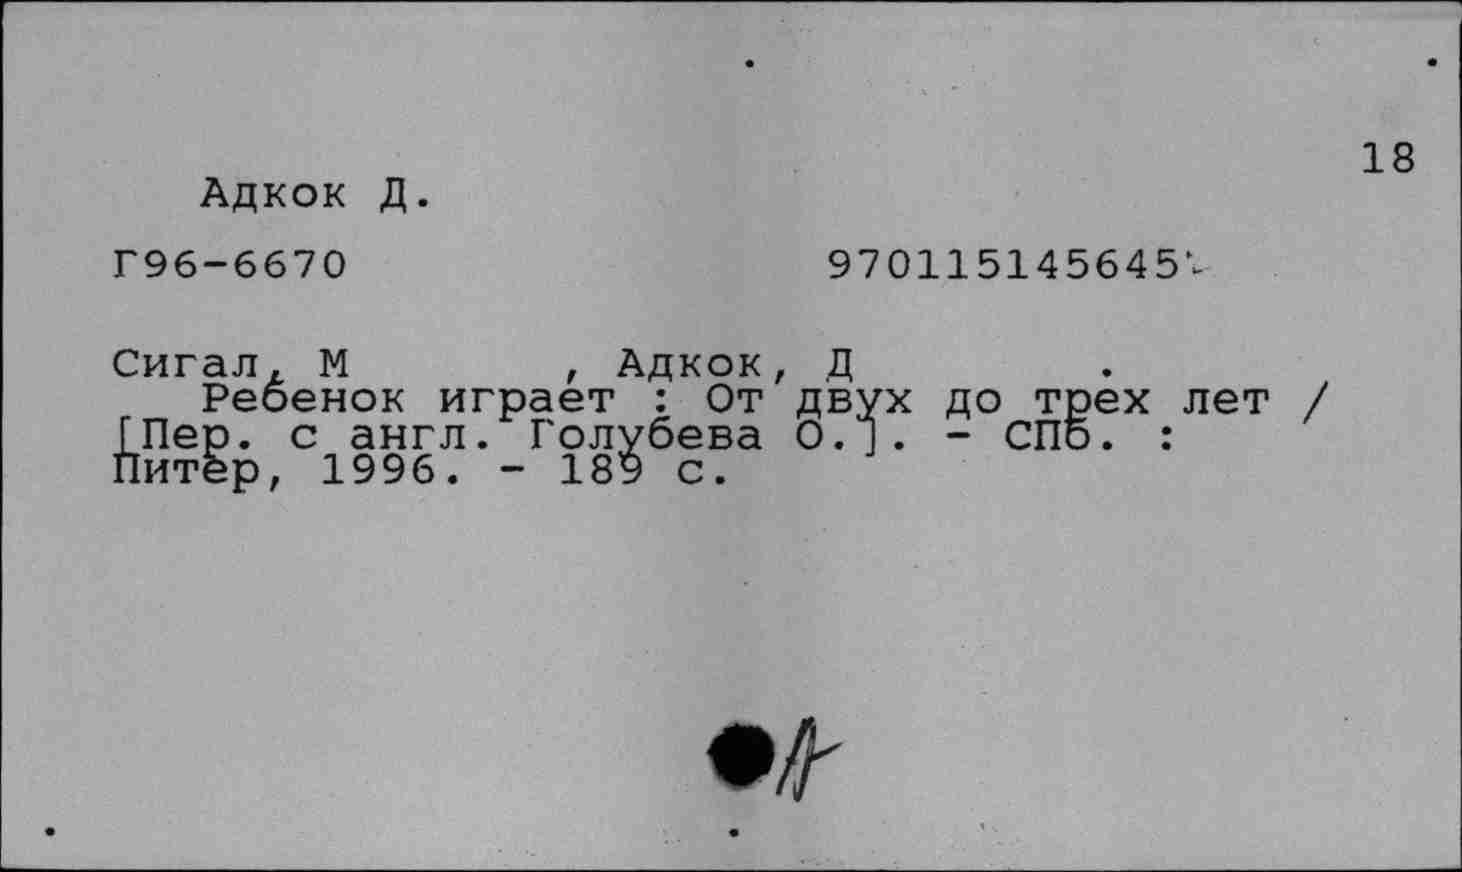 18
Адкок Д.
Г96-6670 970115145645
Сигал, М , Адкок, Д .
Ребенок играет : От двух до трех лет /
[Пер. с англ. Голубева О.]. - СПб. :
Питер, 1996. - 189 с.